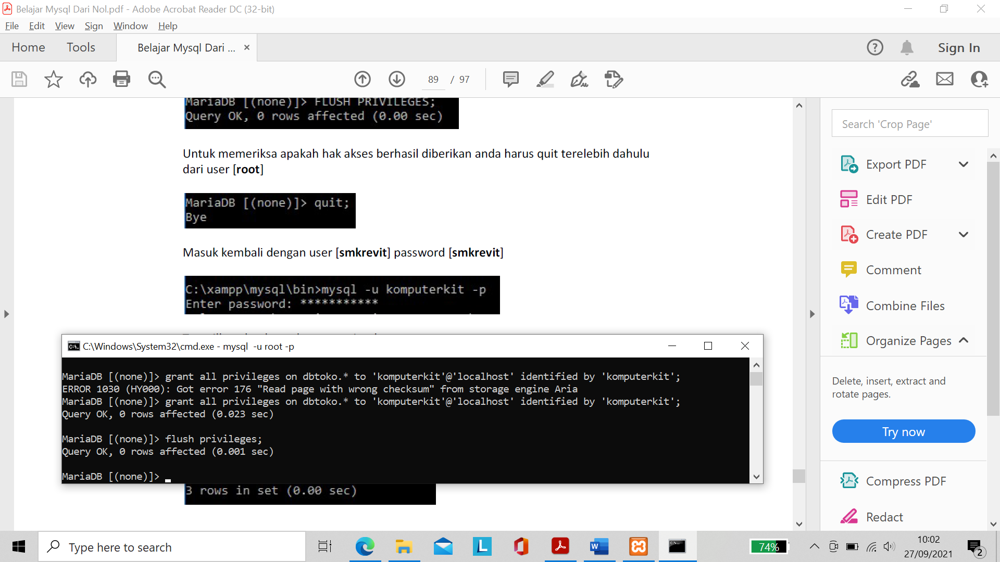 Belajar Mysql Dari Nol.pdf - Adobe Acrobat Reader DC (32-bit)
File Edit View Sign Window Help
Home Tools Belajar Mysql Dari ... × Sign In
89 / 97
MariaDB [(none)]> FLUSH PRIVILEGES;
Query OK, 0 rows affected (0.00 sec)
Untuk memeriksa apakah hak akses berhasil diberikan anda harus quit terelebih dahulu
dari user [root]
MariaDB [(none)]> quit;
Bye
Masuk kembali dengan user [smkrevit] password [smkrevit]
C:\xampp\mysql\bin>mysql -u komputerkit -p
Enter password: ***********
C:\Windows\System32\cmd.exe - mysql  -u root -p
MariaDB [(none)]> grant all privileges on dbtoko.* to 'komputerkit'@'localhost' identified by 'komputerkit';
ERROR 1030 (HY000): Got error 176 "Read page with wrong checksum" from storage engine Aria
MariaDB [(none)]> grant all privileges on dbtoko.* to 'komputerkit'@'localhost' identified by 'komputerkit';
Query OK, 0 rows affected (0.023 sec)
MariaDB [(none)]> flush privileges;
Query OK, 0 rows affected (0.001 sec)
MariaDB [(none)]>
3 rows in set (0.00 sec)
Search 'Crop Page'
Export PDF
Edit PDF
Create PDF
Comment
Combine Files
Organize Pages
Delete, insert, extract and
rotate pages.
Try now
Compress PDF
Redact
Type here to search
74%
10:02
27/09/2021
2